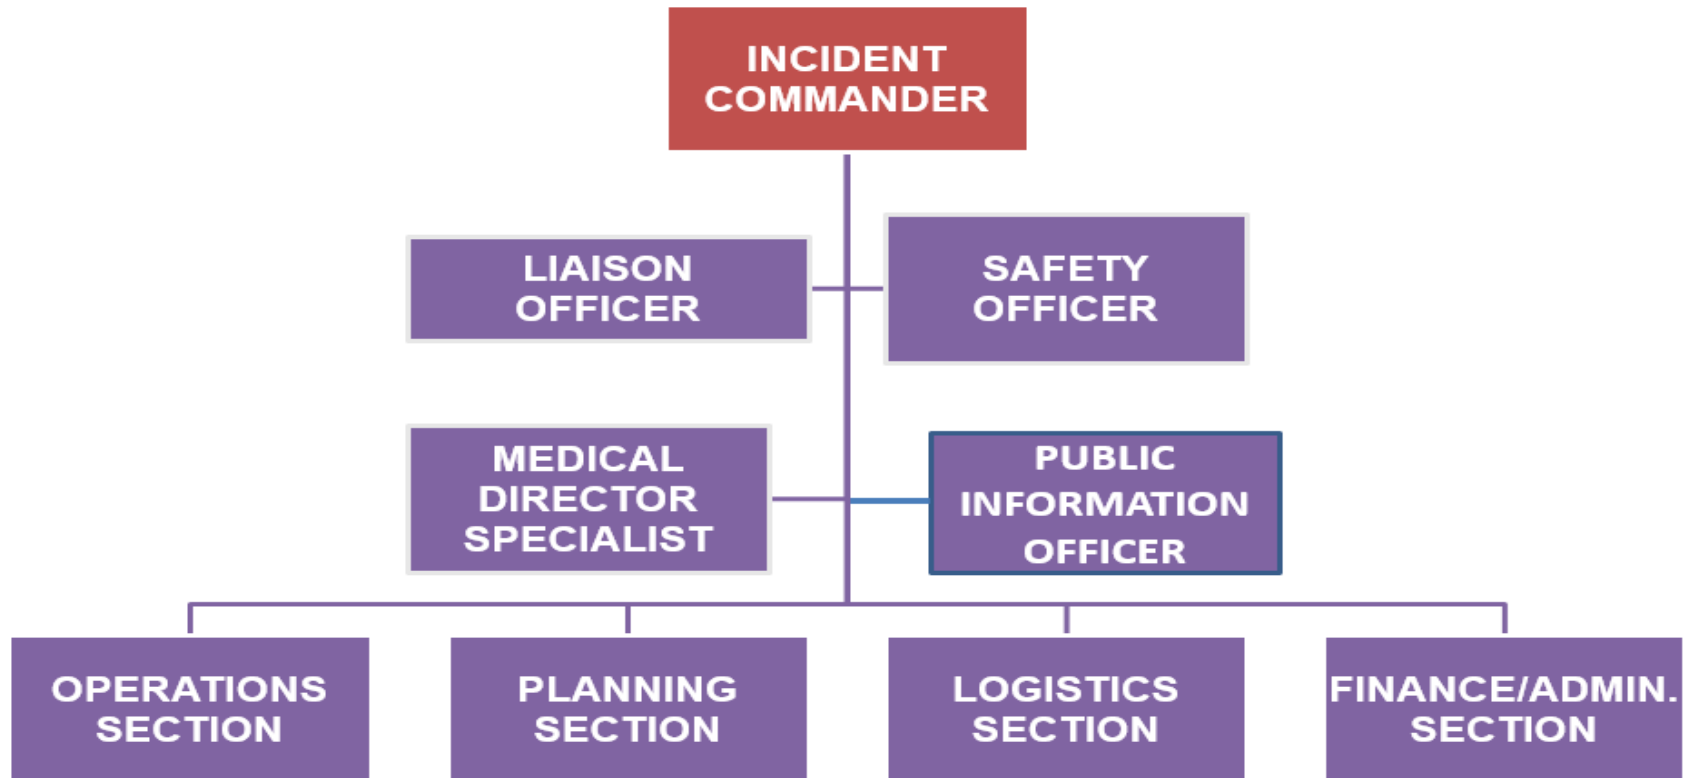 INCIDENT
COMMANDER
LIAISON
OFFICER
SAFETY
OFFICER
MEDICAL
DIRECTOR
SPECIALIST
PUBLIC
INFORMATION
OFFICER
OPERATIONS
SECTION
PLANNING
SECTION
LOGISTICS
SECTION
FINANCE/ADMIN.
SECTION